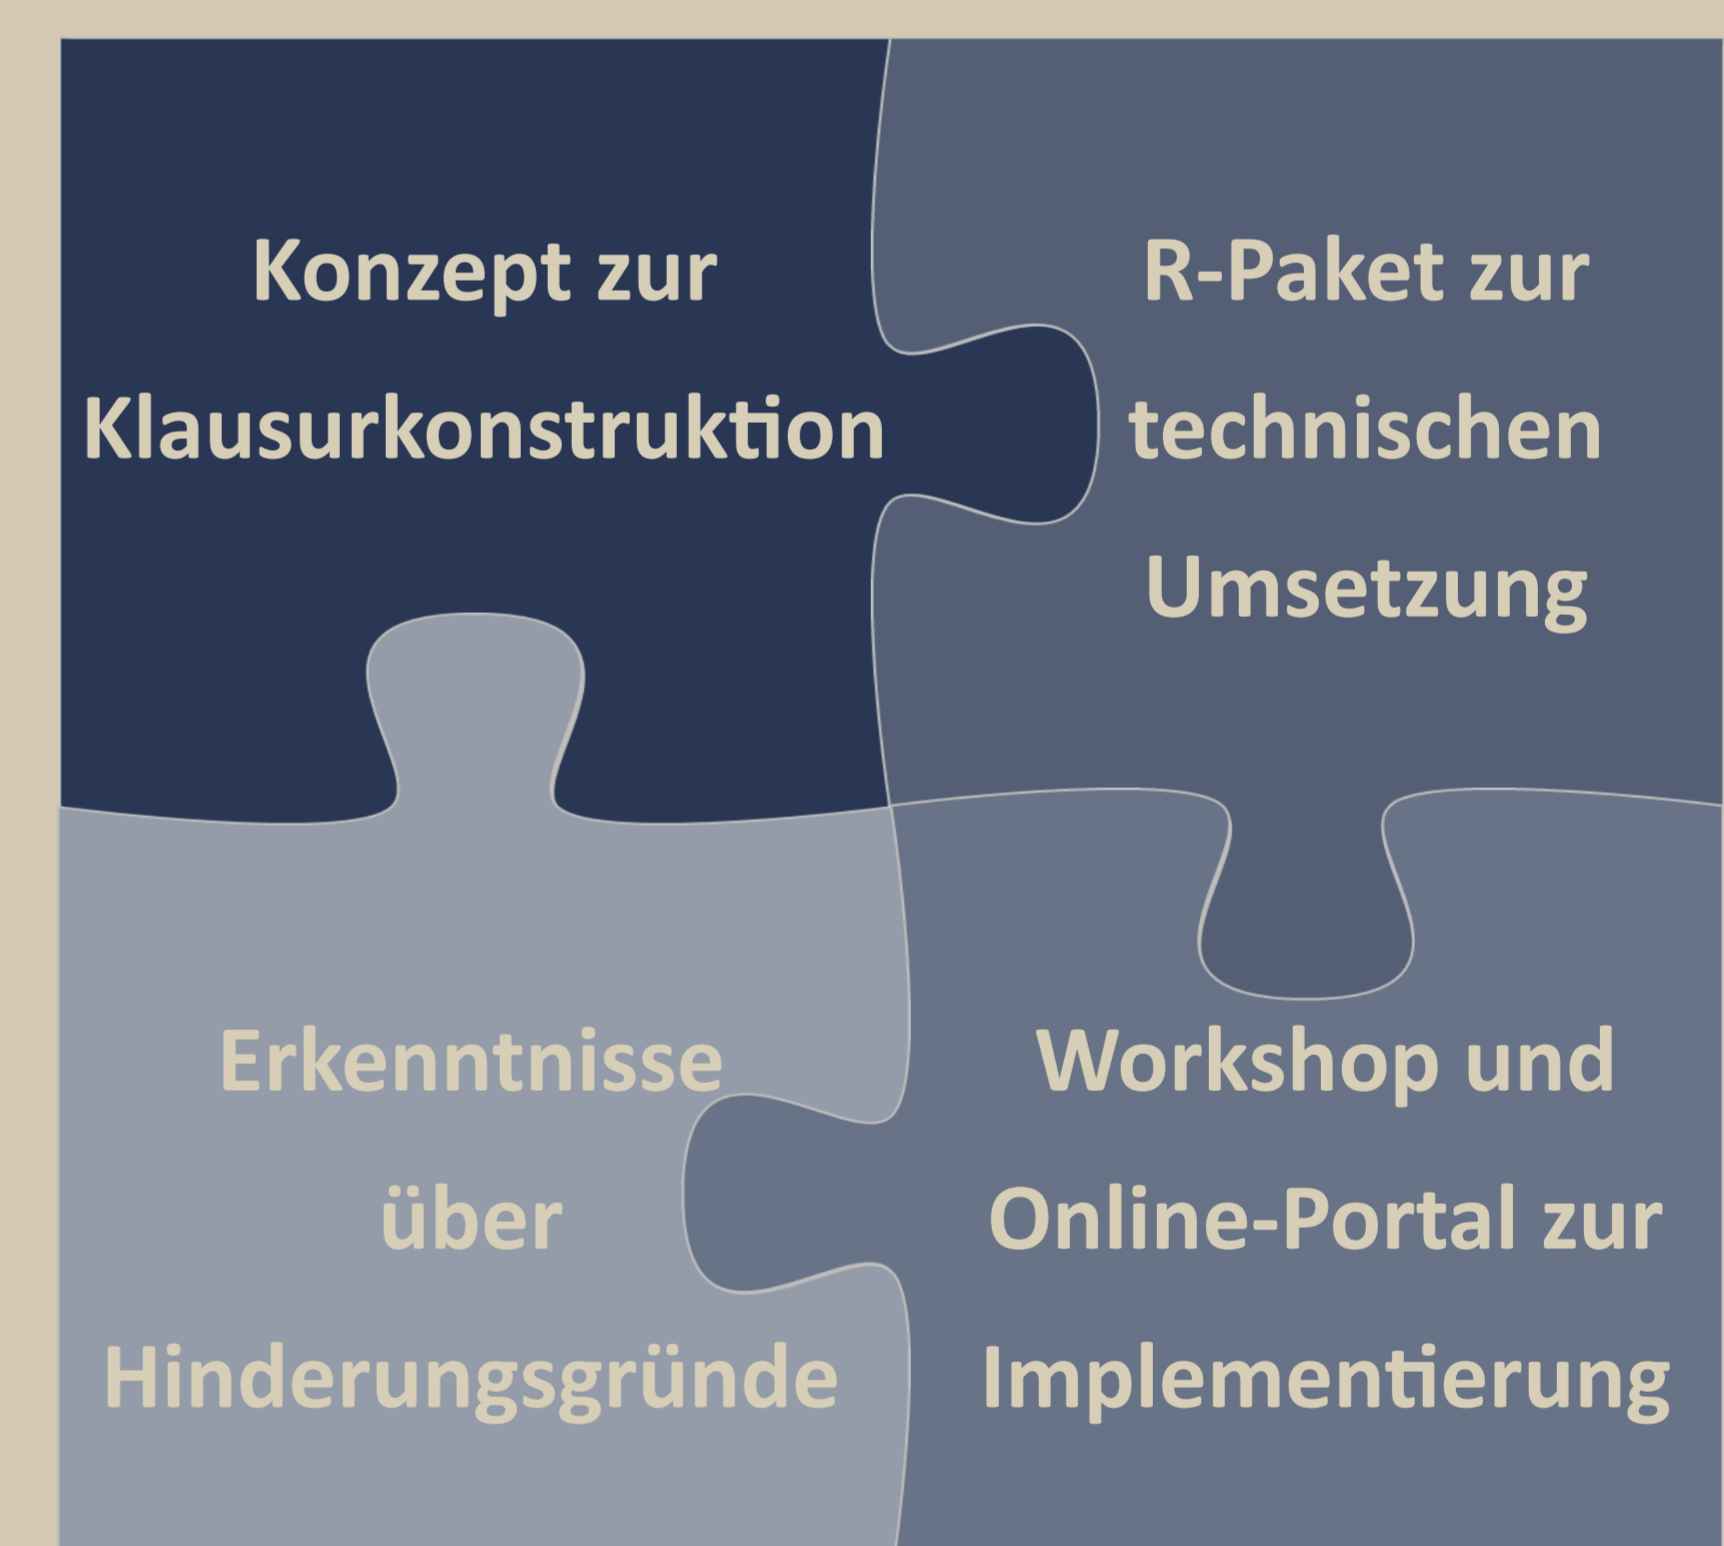 Konzept zur
Klausurkonstruktion
R-Paket zur
technischen
Umsetzung
Erkenntnisse
über
Hinderungsgründe
Workshop und
Online-Portal zur
Implementierung